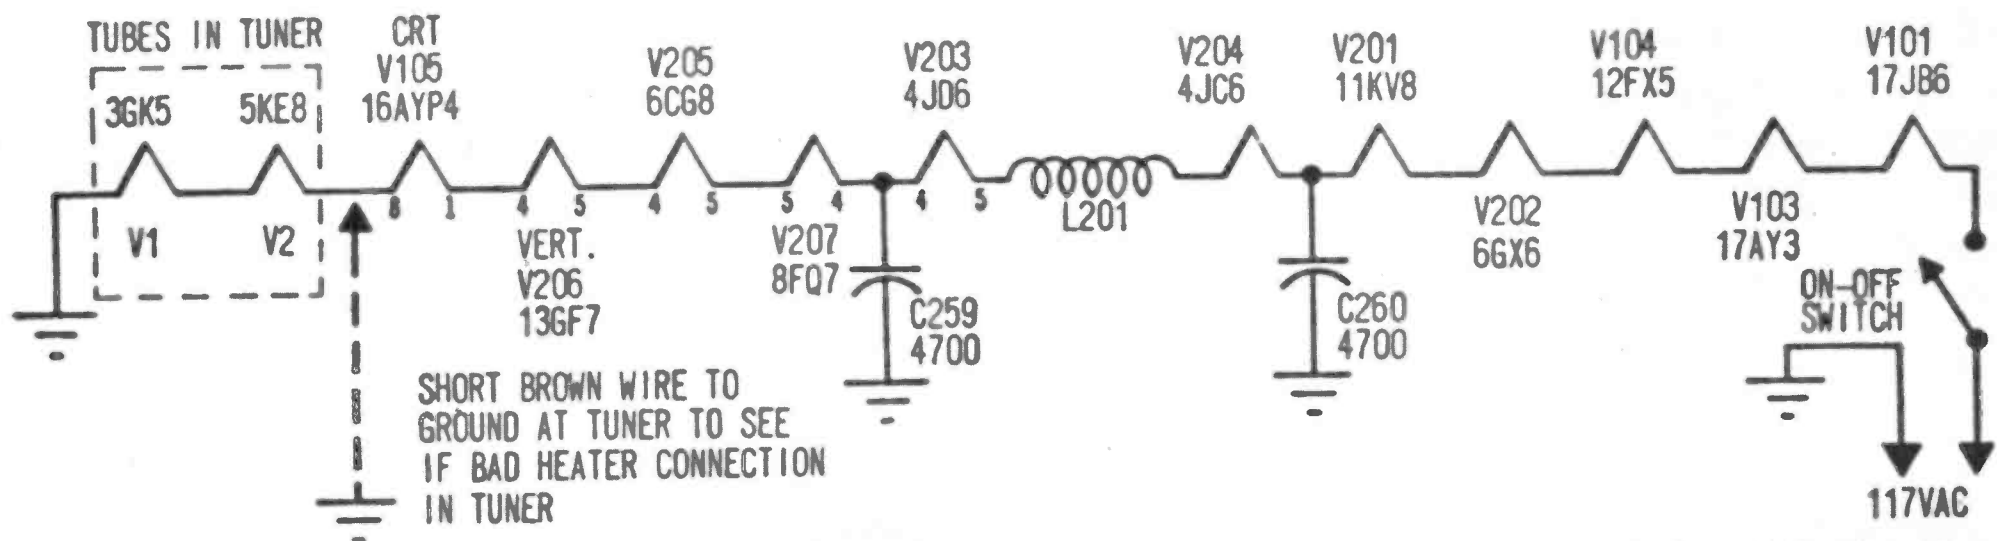 TUBES IN TUNER
3GK5
5KE8
V1
V2
CRT
V105
16AYP4
8
1
4
5
VERT.
V206
13GF7
V205
6CG8
4
5
5
4
V207
8FQ7
C259
4700
V203
4JD6
4
5
L201
V204
4JC6
C260
4700
V201
11KV8
V202
6GX6
V104
12FX5
V103
17AY3
V101
17JB6
ON-OFF
SWITCH
117VAC
SHORT BROWN WIRE TO
GROUND AT TUNER TO SEE
IF BAD HEATER CONNECTION
IN TUNER